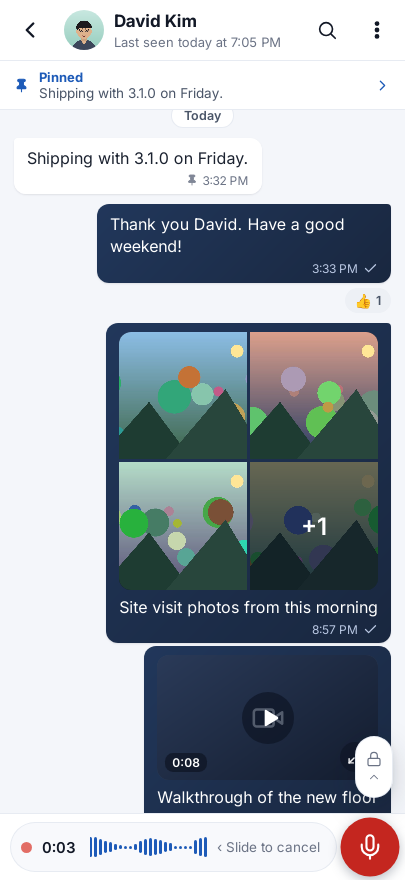 David Kim
Last seen today at 7:05 PM
Pinned
Shipping with 3.1.0 on Friday.
Today
Shipping with 3.1.0 on Friday.
3:32 PM
Thank you David. Have a good
weekend!
3:33 PM
👍 1
+1
Site visit photos from this morning
8:57 PM
0:08
Walkthrough of the new floor
0:03
‹ Slide to cancel